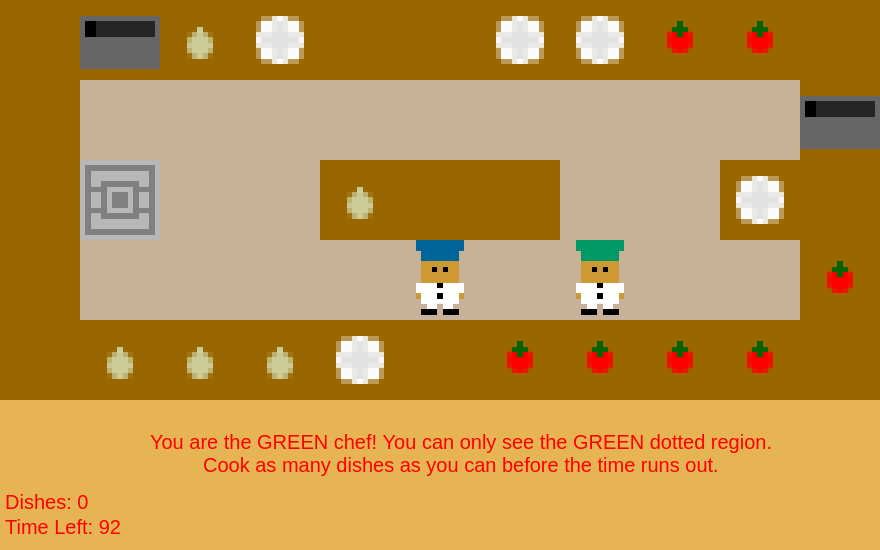 You are the GREEN chef! You can only see the GREEN dotted region.
Cook as many dishes as you can before the time runs out.
Dishes: 0
Time Left: 92